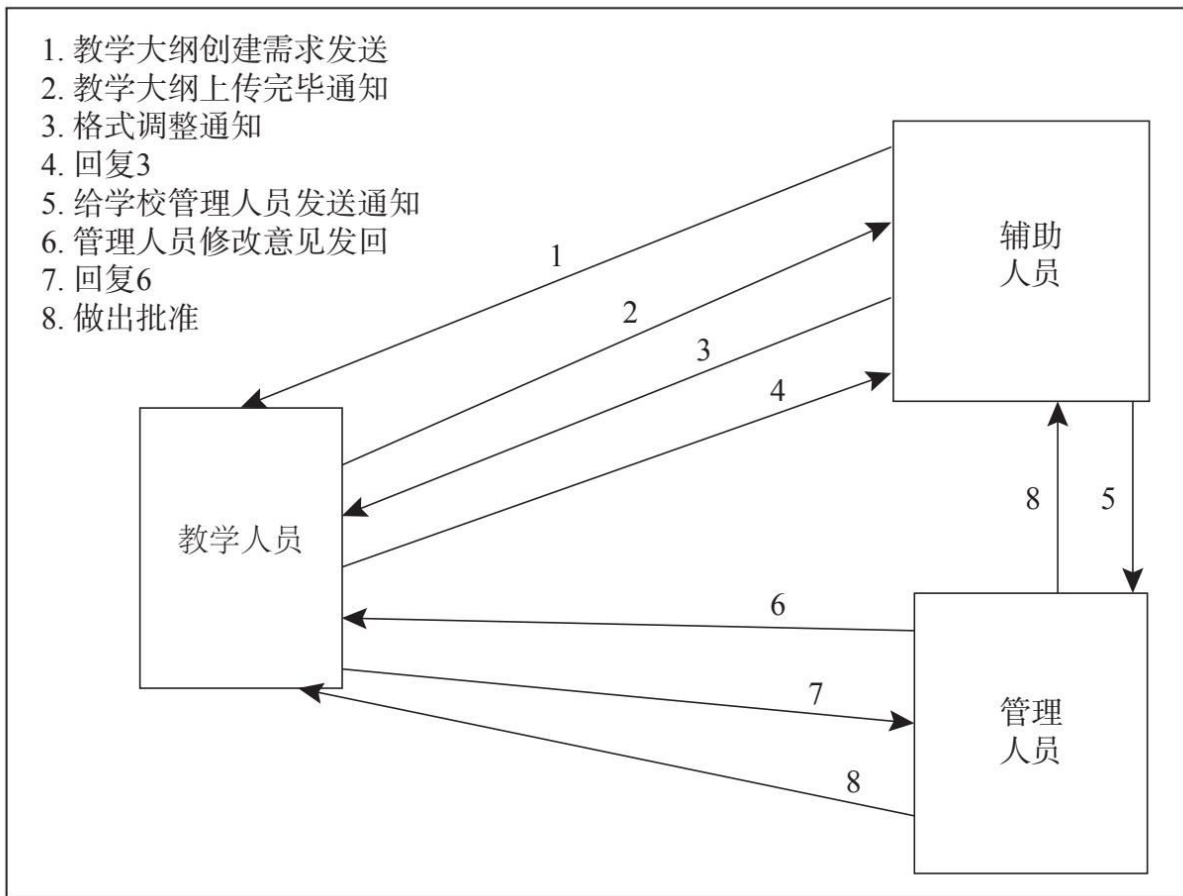 1. 教学大纲创建需求发送
2. 教学大纲上传完毕通知
3. 格式调整通知
4. 回复3
5. 给学校管理人员发送通知
6. 管理人员修改意见发回
7. 回复6
8. 做出批准
辅助
人员
1
2
3
4
教学人员
8
5
6
7
管理
人员
8